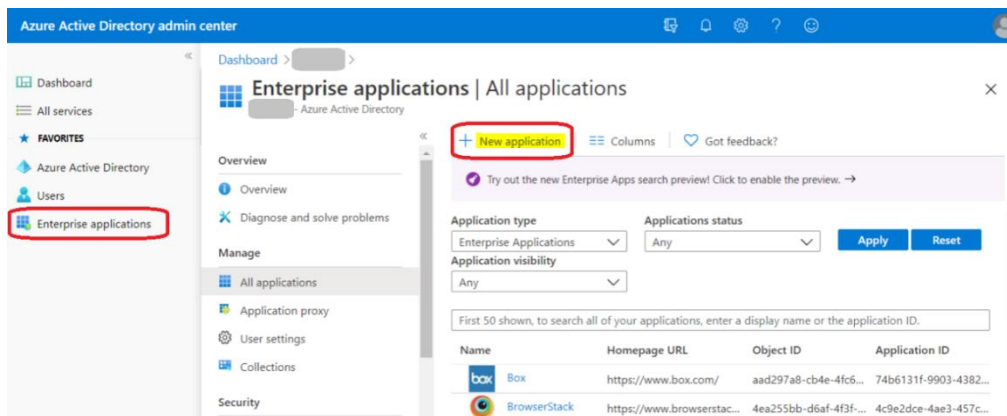 Azure Active Directory admin center
Dashboard
All services
FAVORITES
Azure Active Directory
Users
Enterprise applications
Dashboard >
>
Enterprise applications | All applications
- Azure Active Directory
Overview
Overview
Diagnose and solve problems
Manage
All applications
Application proxy
User settings
Collections
Security
+ New application
Columns
Got feedback?
Try out the new Enterprise Apps search preview! Click to enable the preview. →
Application type
Applications status
Enterprise Applications
Any
Apply
Reset
Application visibility
Any
First 50 shown, to search all of your applications, enter a display name or the application ID.
Name Homepage URL Object ID Application ID
box Box https://www.box.com/ aad297a8-cb4e-4fc6... 74b6131f-9903-4382...
BrowserStack https://www.browserstac... 4ea255bb-d6af-4f3f-... 4c9e2dce-4ae3-457c...